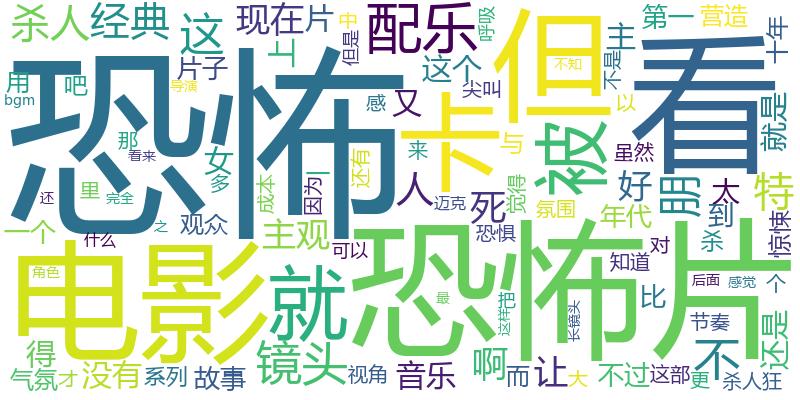 杀人 经典 这 现在 片 配乐 呼吸 但 中 第一 营造
用 吧 片子 上 但是 这个 尖叫 主 不是 十年
bgm 恐怖 感 又 卡 看 不知 以 就是
导演 那 看来 女 多 来 与 被 虽然
还 里 完全 成本 因为 还有 人 迈克 死 觉得 好 朋 太 特
一个 之 观众 主观 氛围 年代 到 惊悚
什么 可以 恐惧 杀 对
角色 电影 就 恐怖片 知道 后面 感觉 个
最 把 这样 长镜头 比 节奏 还是
得 镜头 不
气氛 才 没有 系列 故事 视角 音乐 啊 而 让 大 不过 这部 更 杀人狂